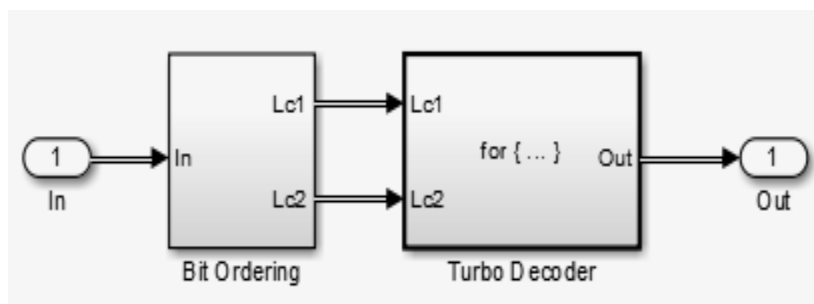 1
In
In
Lc1
Lc2
Bit Ordering
Lc1
Lc2
for { ... }
Out
Turbo Decoder
1
Out